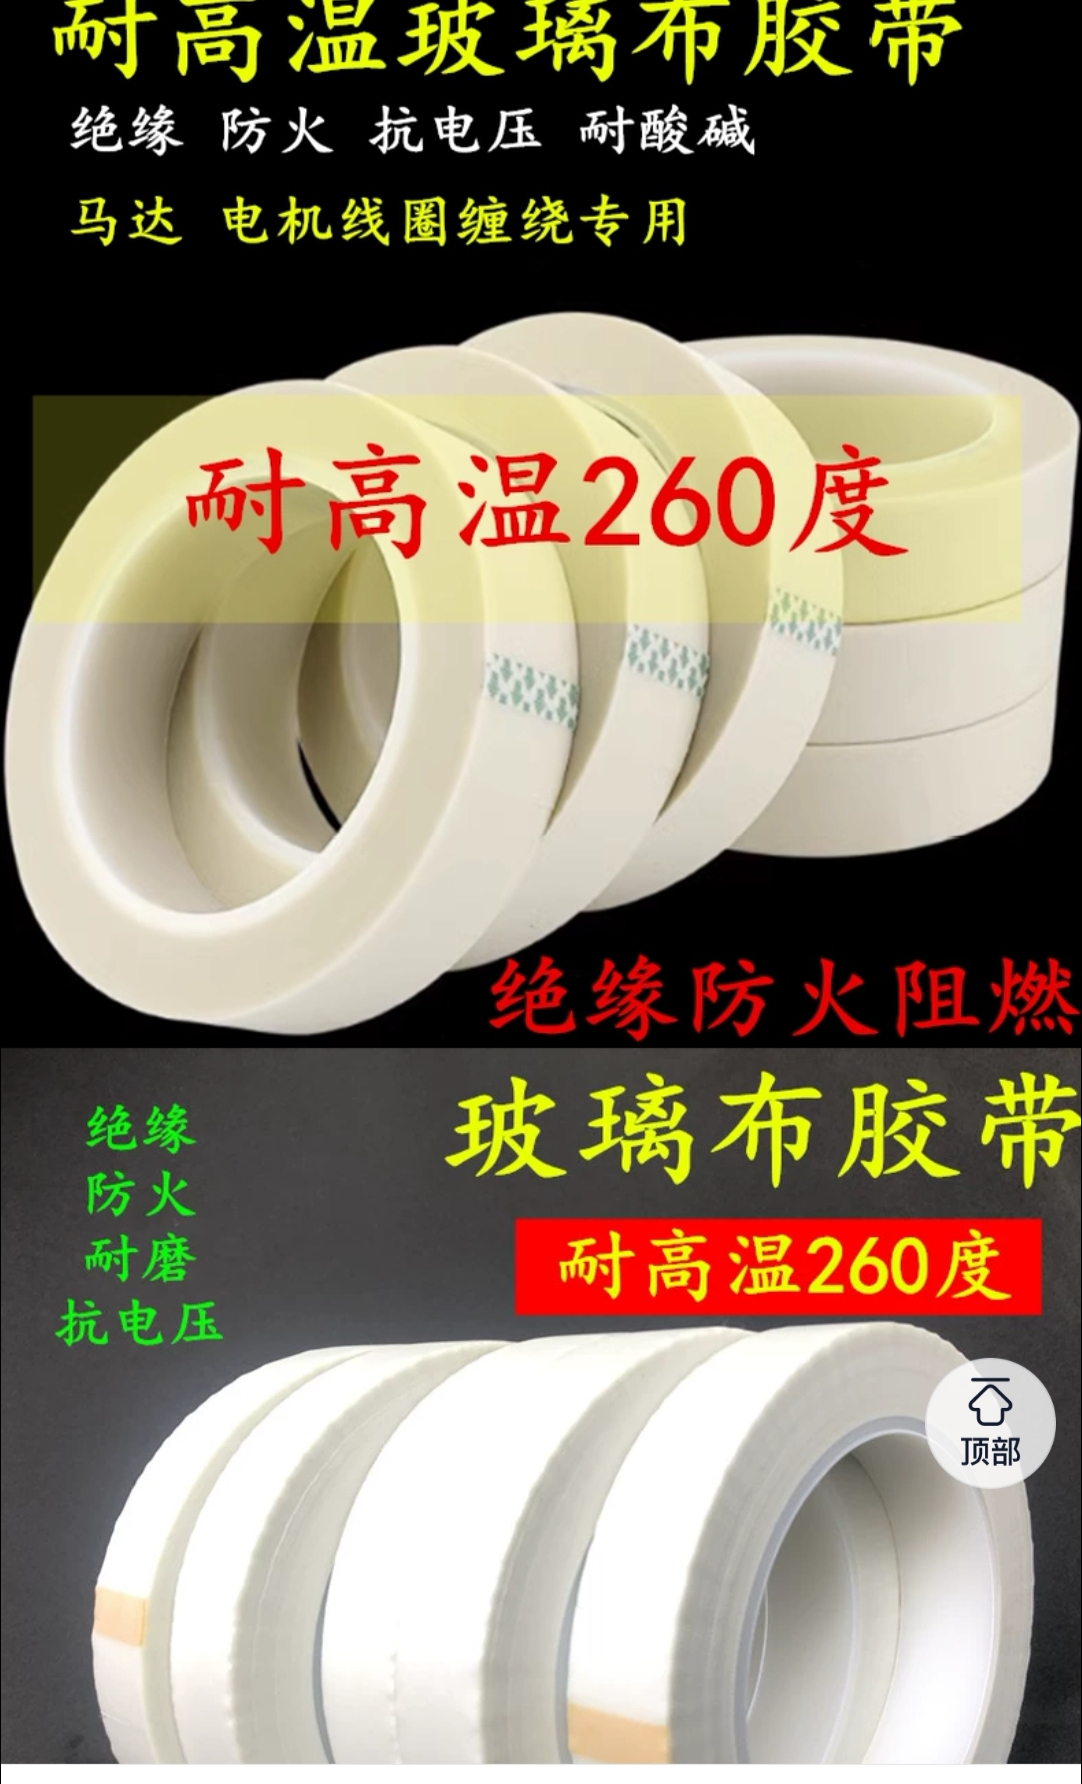 耐高温玻璃布胶带
绝缘 防火 抗电压 耐酸碱
马达 电机线圈缠绕专用
耐高温260度
绝缘防火阻燃
玻璃布胶带
绝缘
防火
耐磨
抗电压
耐高温260度
顶部